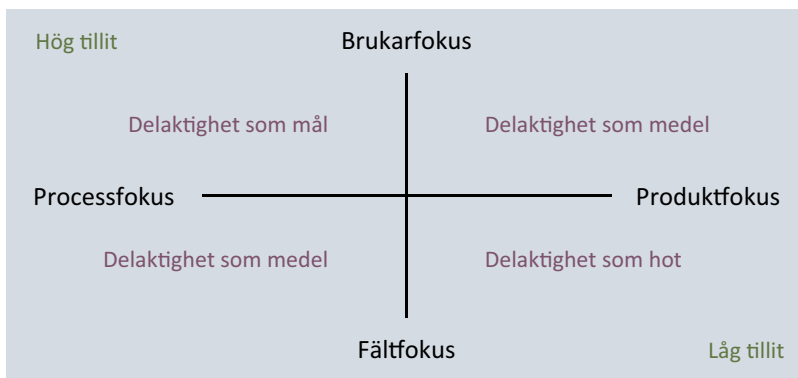 Hög tillit
Brukarfokus
Delaktighet som mål
Delaktighet som medel
Processfokus
Produktfokus
Delaktighet som medel
Delaktighet som hot
Fältfokus
Låg tillit